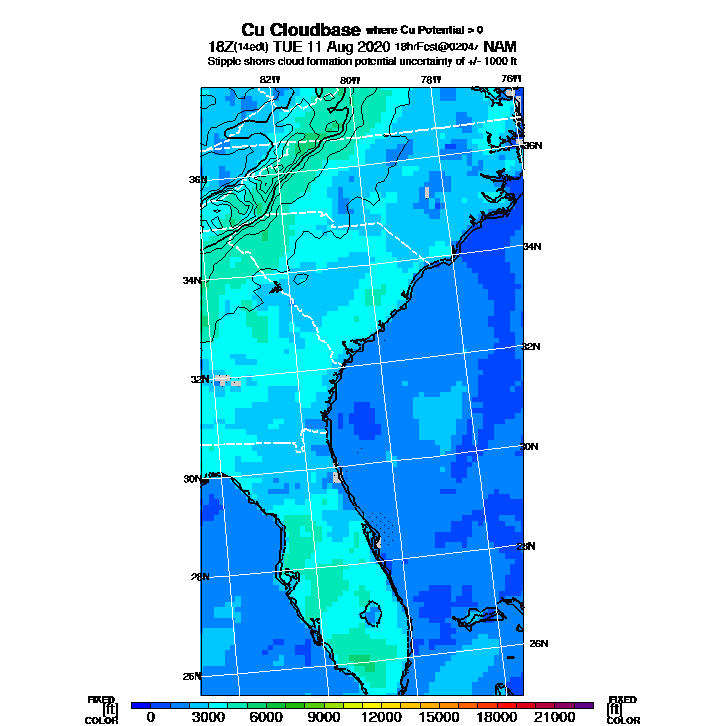 Cu Cloudbase where Cu Potential > 0
18Z(14edt) TUE 11 Aug 2020 18hrFcst@0204z NAM
Stipple shows cloud formation potential uncertainty of +/- 1000 ft
82W 80W 78W 76W
36N
36N
34N
34N
32N
32N
30N
30N
28N
28N
26N
26N
FIXED FIXED
[ft] [ft]
COLOR COLOR
0 3000 6000 9000 12000 15000 18000 21000